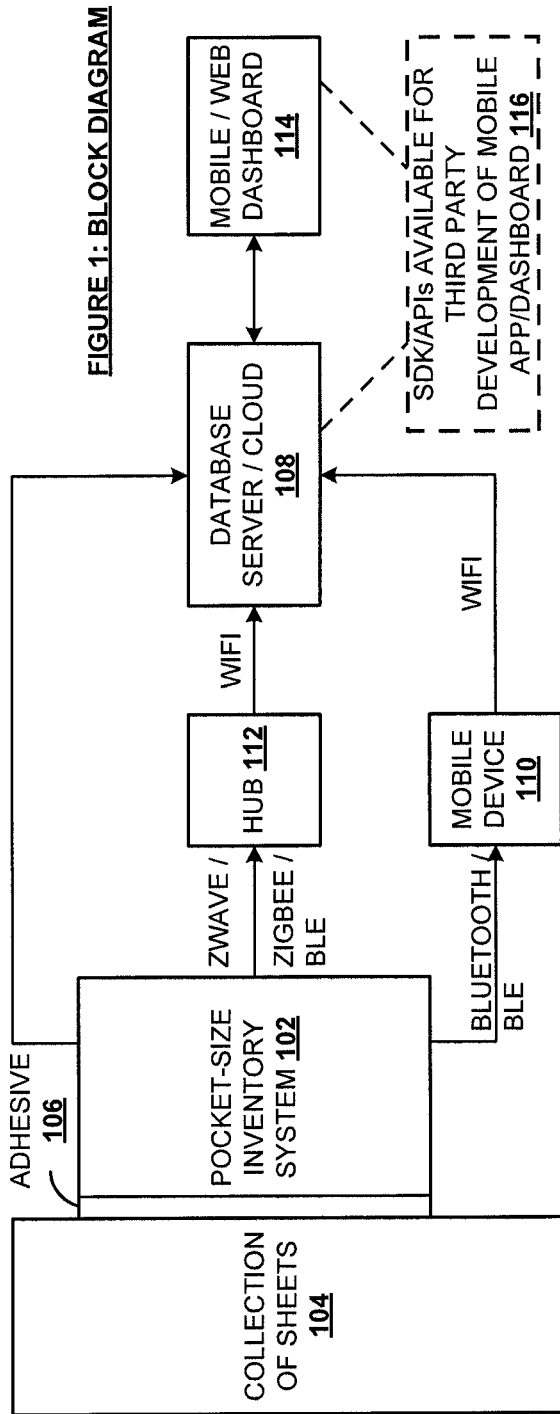 FIGURE 1: BLOCK DIAGRAM
COLLECTION
OF SHEETS
104
ADHESIVE
106
POCKET-SIZE
INVENTORY
SYSTEM 102
ZWAVE /
ZIGBEE /
BLE
BLUETOOTH /
BLE
HUB 112
MOBILE
DEVICE
110
WIFI
WIFI
DATABASE
SERVER / CLOUD
108
MOBILE / WEB
DASHBOARD
114
SDK/APIs AVAILABLE FOR
THIRD PARTY
DEVELOPMENT OF MOBILE
APP/DASHBOARD 116